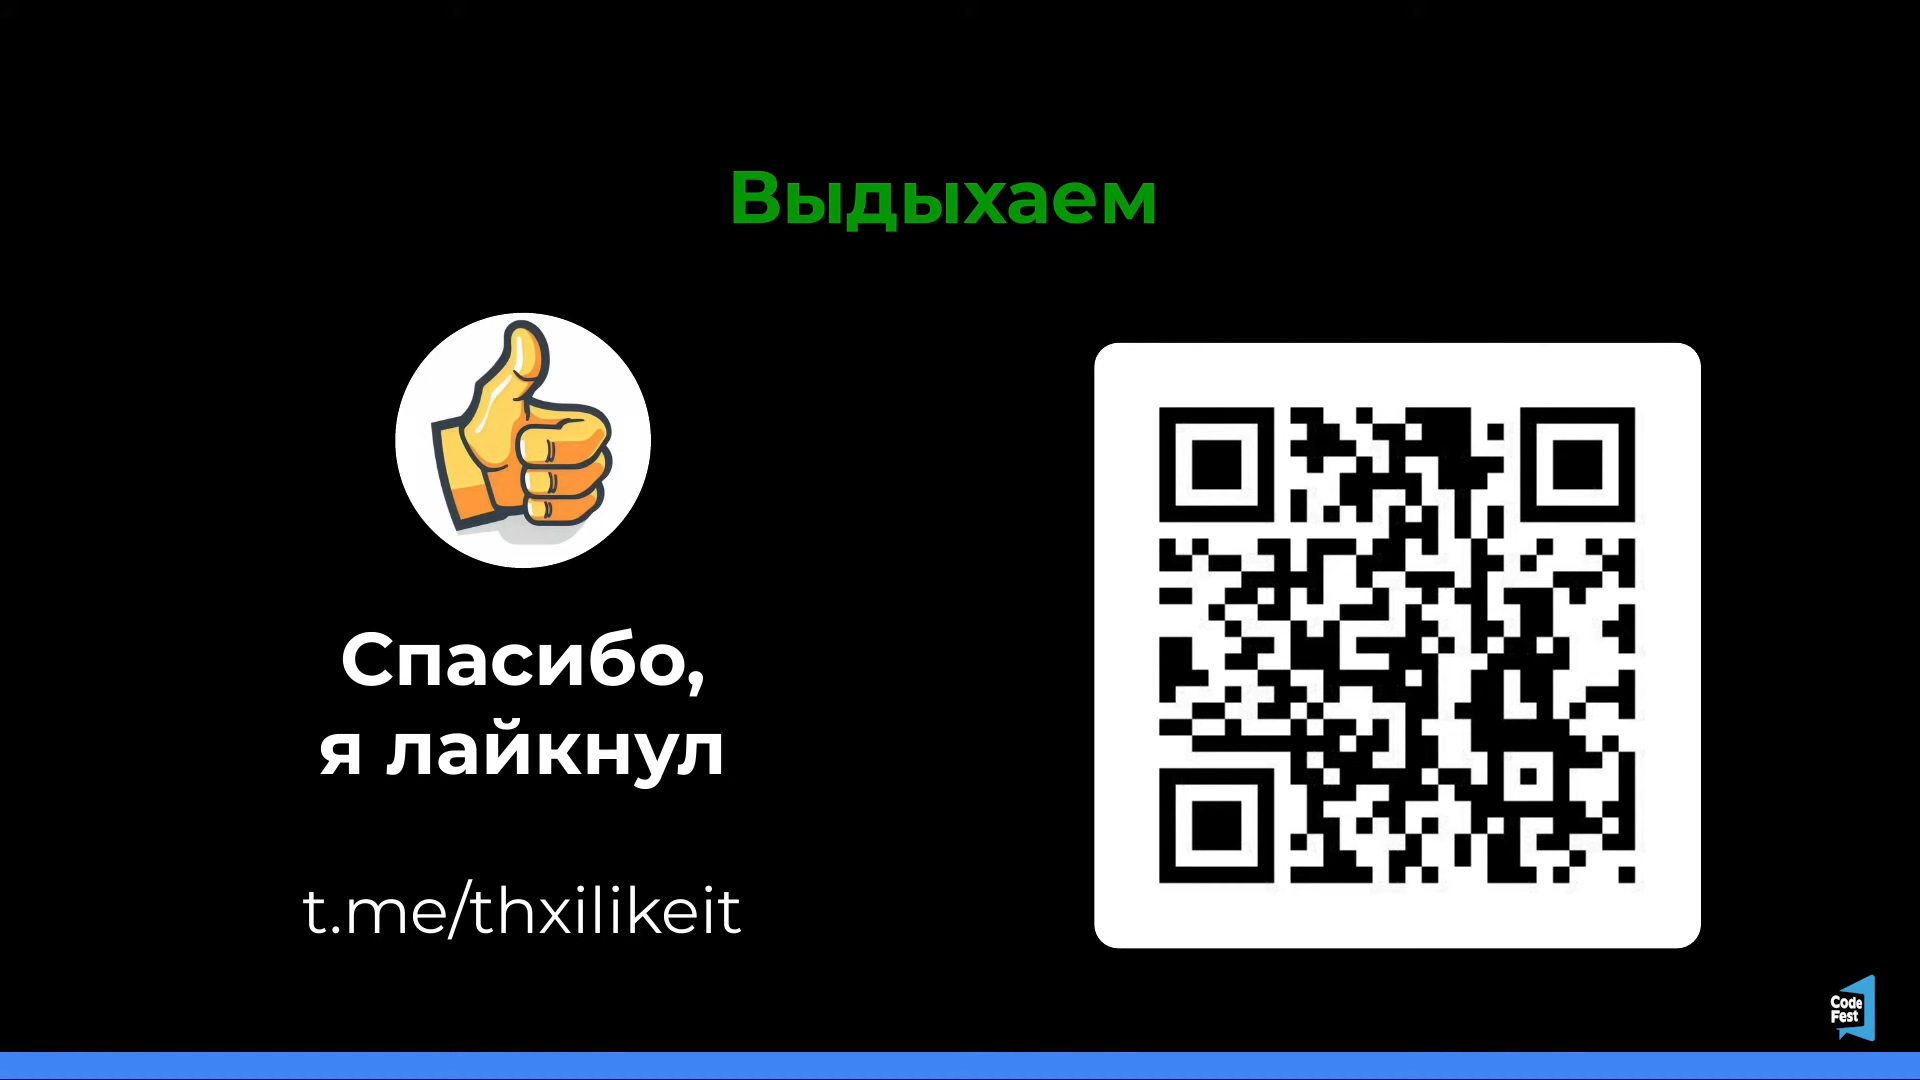 Выдыхаем
Спасибо,
я лайкнул
t.me/thxilikeit
Code
Fest